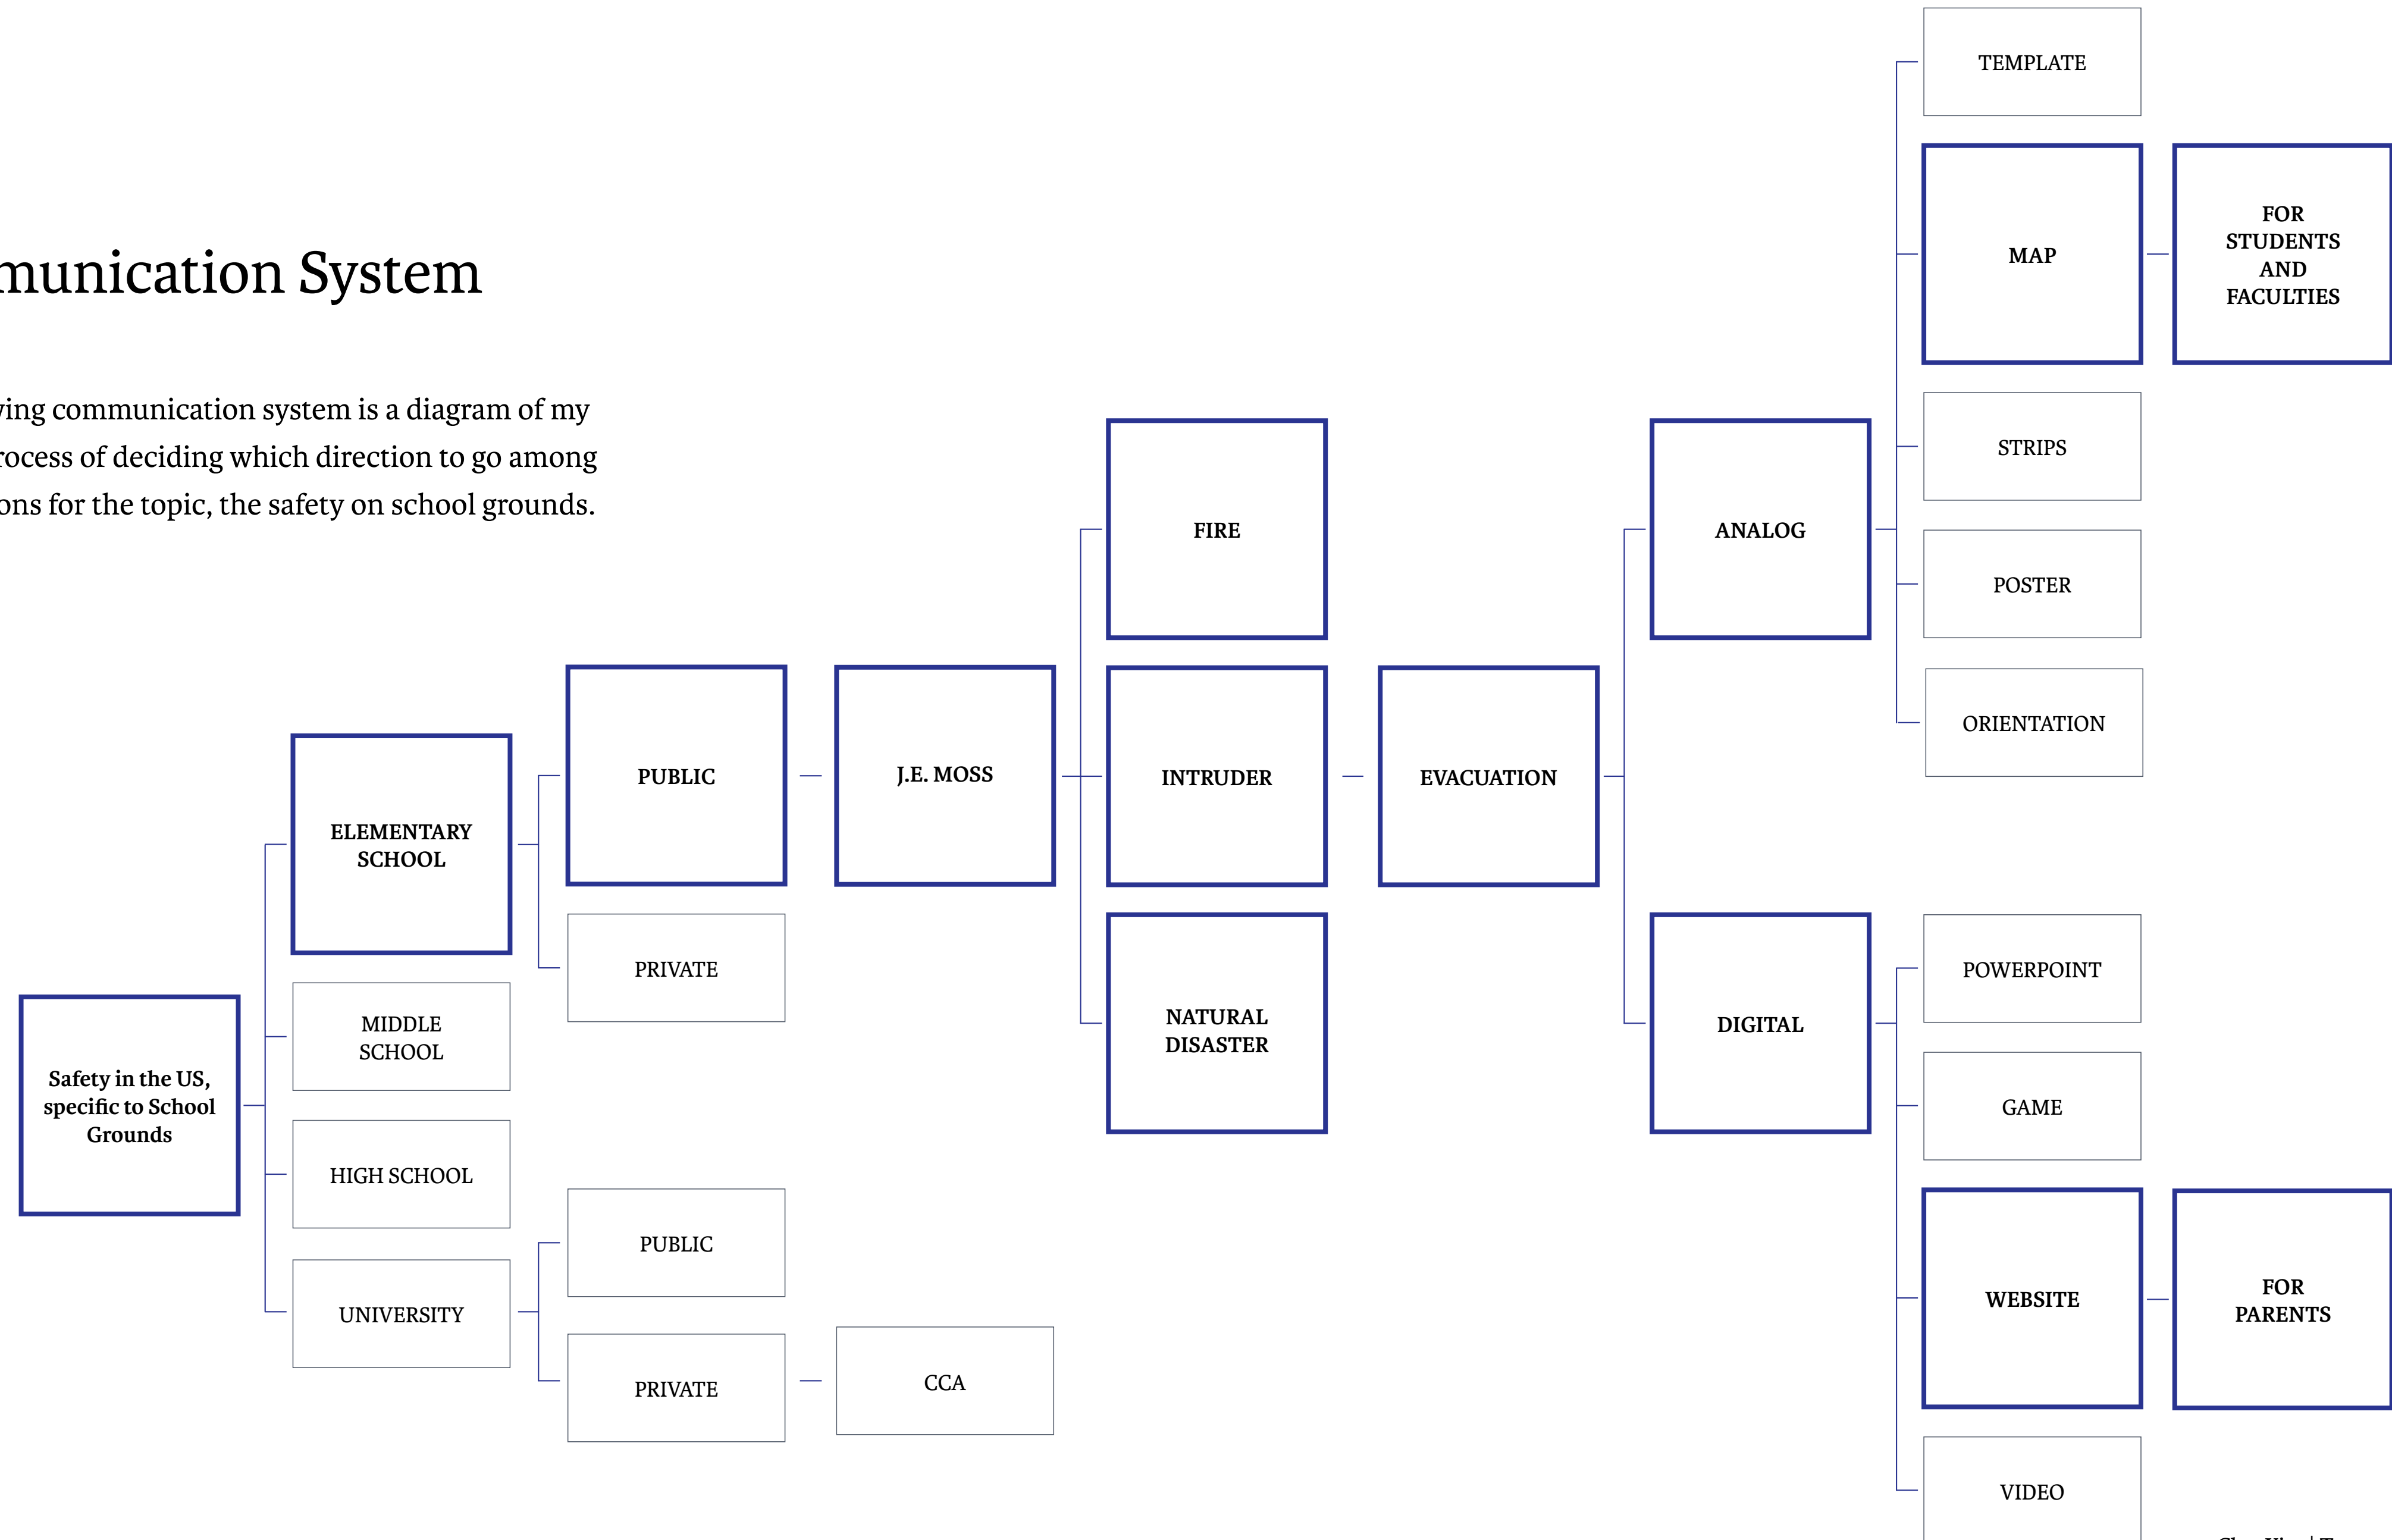 munication System
ving communication system is a diagram of my
rocess of deciding which direction to go among
ons for the topic, the safety on school grounds.
Safety in the US,
specific to School
Grounds
ELEMENTARY
SCHOOL
MIDDLE
SCHOOL
HIGH SCHOOL
UNIVERSITY
PUBLIC
PRIVATE
PUBLIC
PRIVATE
J.E. MOSS
CCA
FIRE
INTRUDER
NATURAL
DISASTER
EVACUATION
ANALOG
DIGITAL
TEMPLATE
MAP
STRIPS
POSTER
ORIENTATION
POWERPOINT
GAME
WEBSITE
VIDEO
FOR
STUDENTS
AND
FACULTIES
FOR
PARENTS